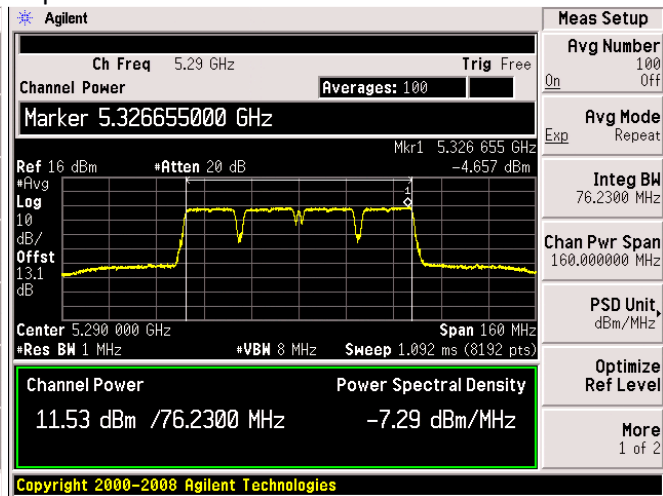 Agilent
Meas Setup
Ch Freq 5.29 GHz Trig Free
Channel Power Averages: 100
Marker 5.326655000 GHz
Mkr1 5.326 655 GHz
Ref 16 dBm #Atten 20 dB -4.657 dBm
#Avg
Log
10
dB/
Offst
13.1
dB
1
Center 5.290 000 GHz Span 160 MHz
#Res BW 1 MHz #VBW 8 MHz Sweep 1.092 ms (8192 pts)
Channel Power Power Spectral Density
11.53 dBm /76.2300 MHz -7.29 dBm/MHz
Copyright 2000-2008 Agilent Technologies
Avg Number
100
On Off
Avg Mode
Exp Repeat
Integ BW
76.2300 MHz
Chan Pwr Span
160.000000 MHz
PSD Unit
dBm/MHz
Optimize
Ref Level
More
1 of 2